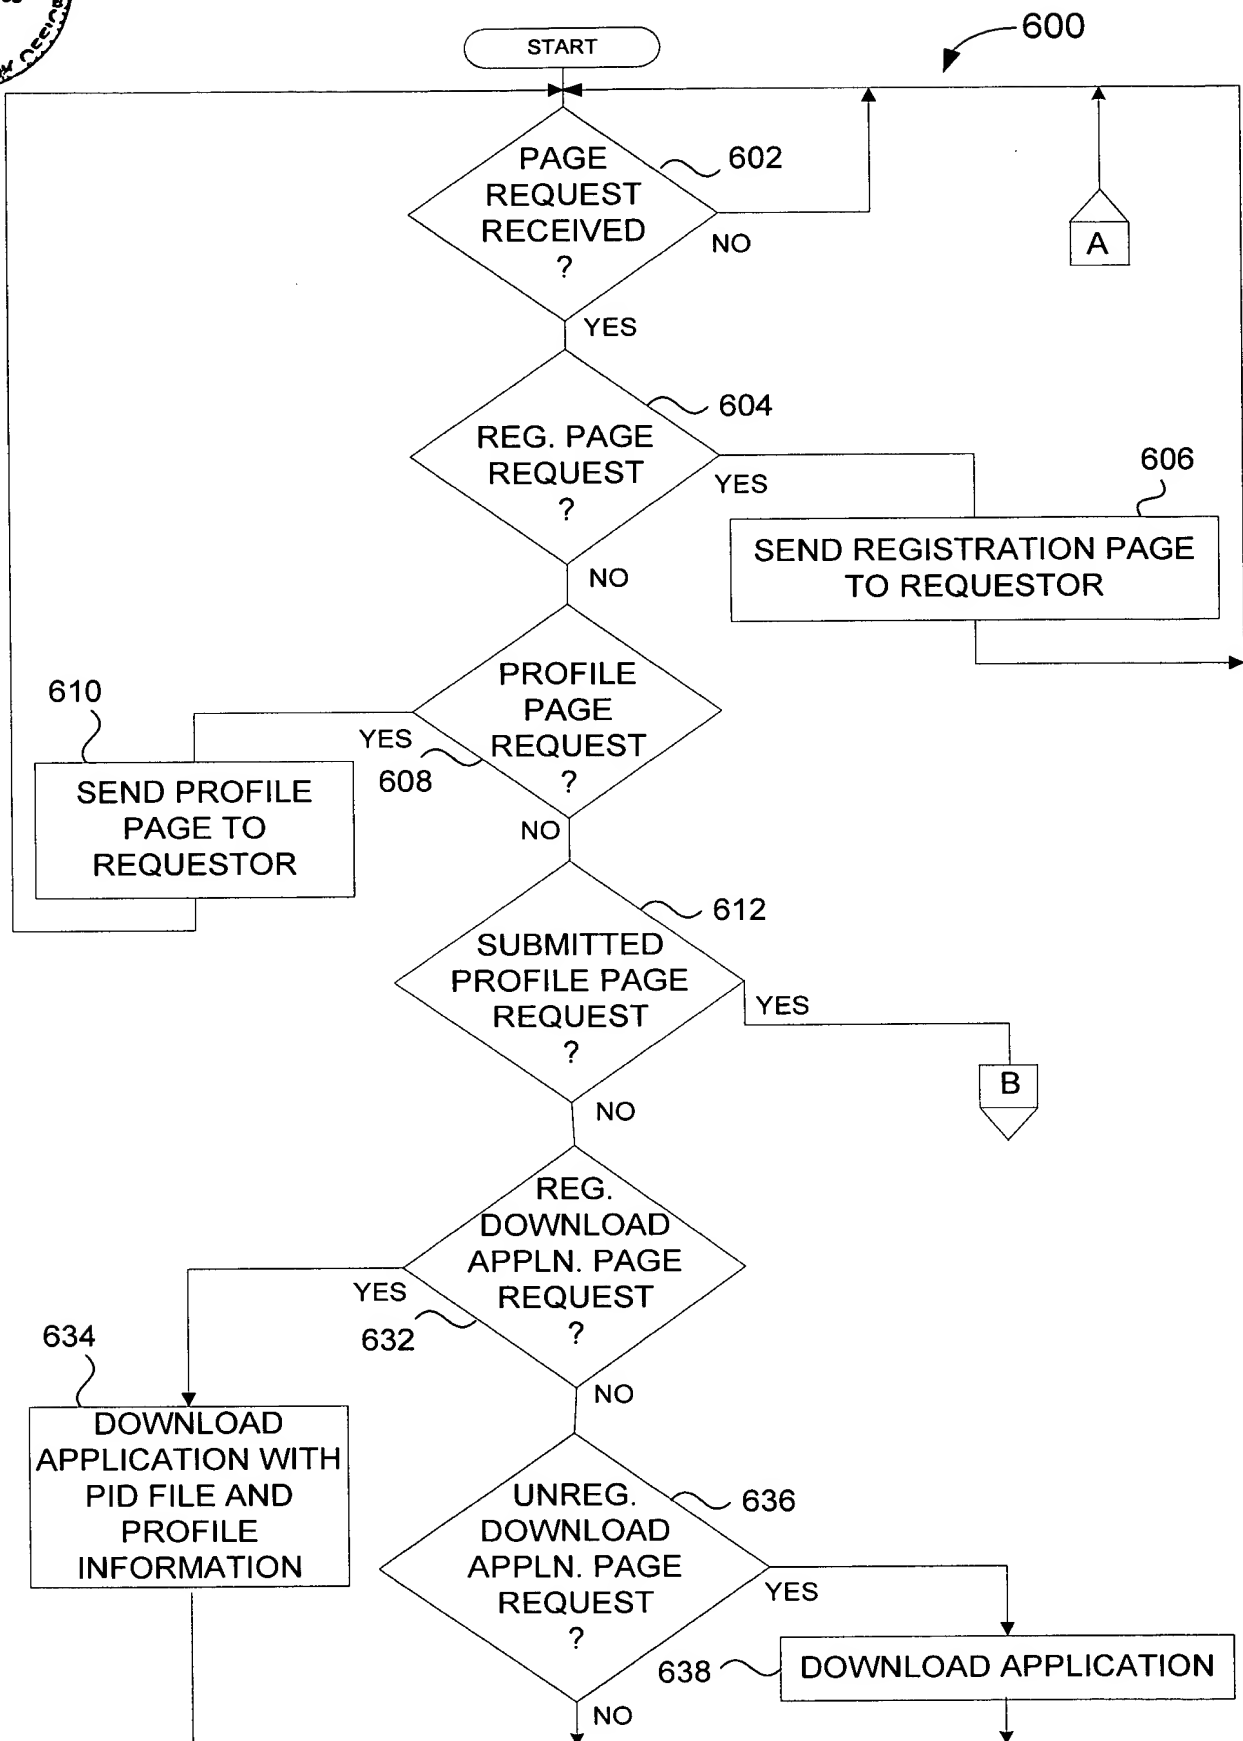 OFFICE
START
600
PAGE
REQUEST
RECEIVED
?
602
NO
A
YES
REG. PAGE
REQUEST
?
604
YES
606
SEND REGISTRATION PAGE
TO REQUESTOR
NO
PROFILE
PAGE
REQUEST
?
610
YES
608
SEND PROFILE
PAGE TO
REQUESTOR
NO
612
SUBMITTED
PROFILE PAGE
REQUEST
?
YES
B
NO
REG.
DOWNLOAD
APPLN. PAGE
REQUEST
?
YES
632
634
NO
DOWNLOAD
APPLICATION WITH
PID FILE AND
PROFILE
INFORMATION
UNREG.
DOWNLOAD
APPLN. PAGE
REQUEST
?
636
YES
638
DOWNLOAD APPLICATION
NO